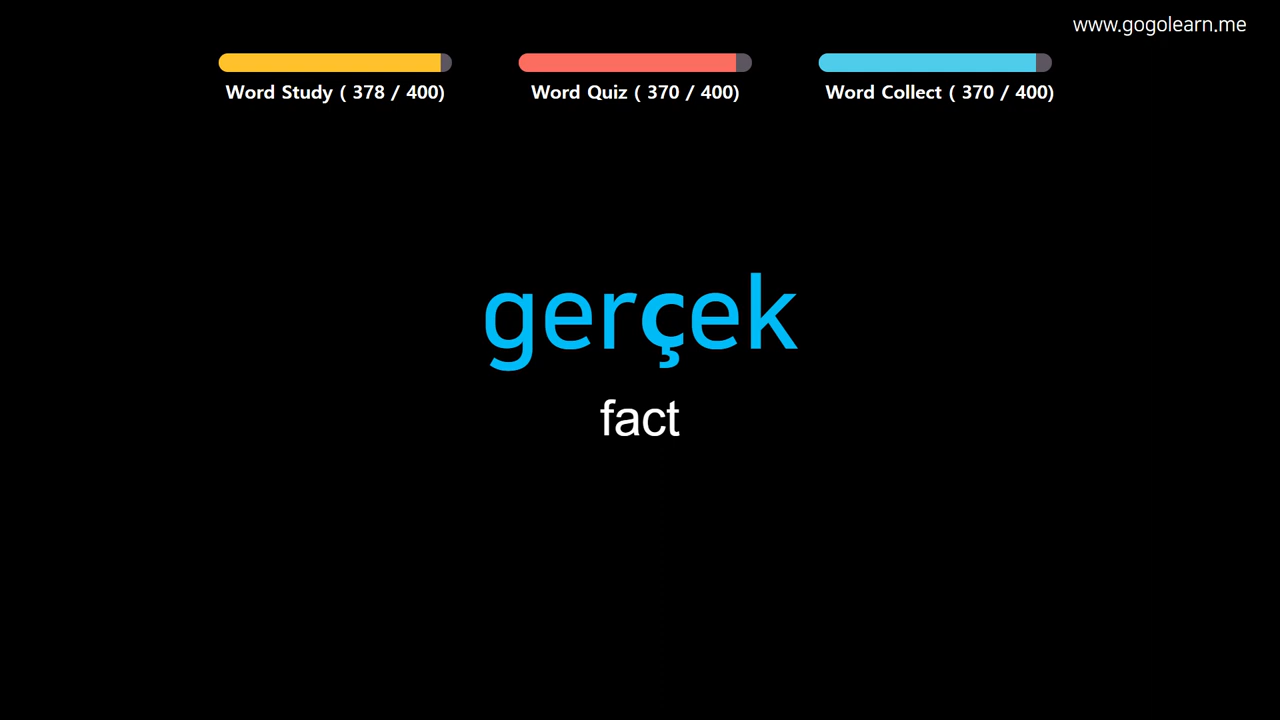 www.gogolearn.me
Word Study ( 378 / 400)
Word Quiz ( 370 / 400)
Word Collect ( 370 / 400)
gerçek
fact